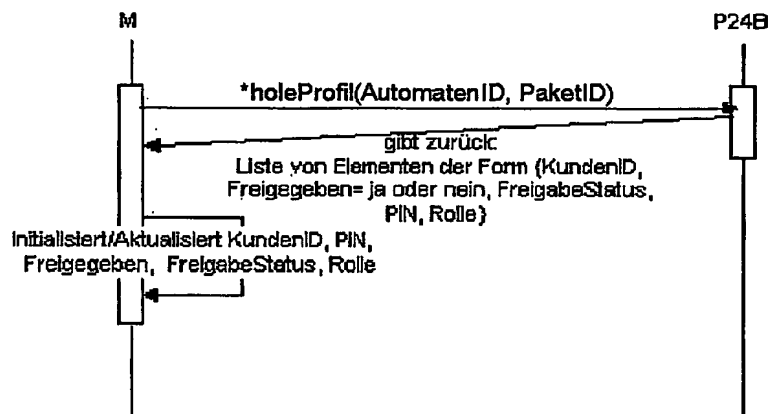 M
P24B
*holeProfil(AutomatenID, PaketID)
gibt zurück:
Liste von Elementen der Form {KundenID,
Freigegeben= ja oder nein, FreigabeStatus,
PIN, Rolle}
Initialisiert/Aktualisiert KundenID, PIN,
Freigegeben, FreigabeStatus, Rolle